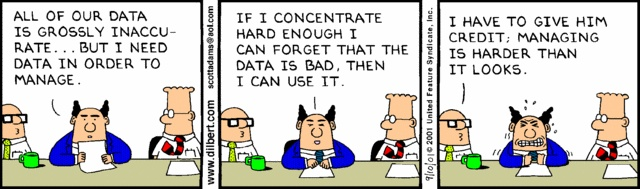 ALL OF OUR DATA
IS GROSSLY INACCU-
RATE...BUT I NEED
DATA IN ORDER TO
MANAGE.
www.dilbert.com
scottadams@aol.com
IF I CONCENTRATE
HARD ENOUGH I
CAN FORGET THAT THE
DATA IS BAD, THEN
I CAN USE IT.
9/10/01 © 2001 United Feature Syndicate, Inc.
I HAVE TO GIVE HIM
CREDIT; MANAGING
IS HARDER THAN
IT LOOKS.